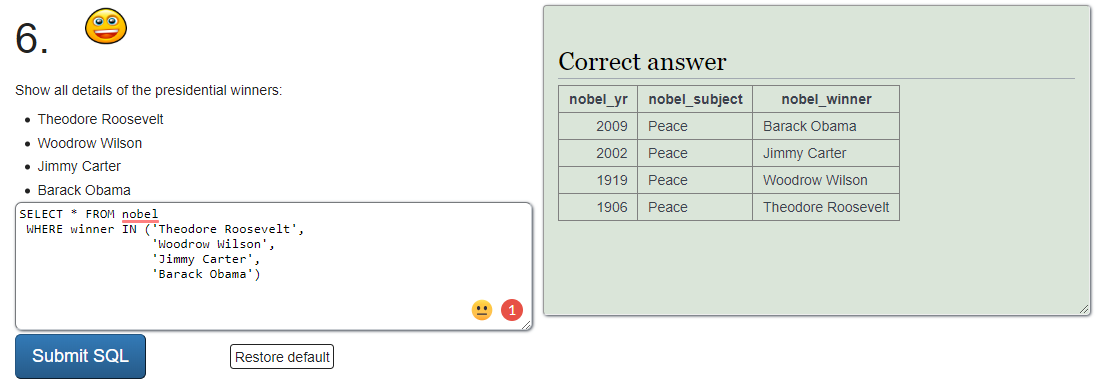 6.
Show all details of the presidential winners:
Theodore Roosevelt
Woodrow Wilson
Jimmy Carter
Barack Obama
SELECT * FROM nobel
WHERE winner IN ('Theodore Roosevelt',
'Woodrow Wilson',
'Jimmy Carter',
'Barack Obama')
1
Submit SQL
Restore default
Correct answer
nobel_yr nobel_subject nobel_winner
2009 Peace Barack Obama
2002 Peace Jimmy Carter
1919 Peace Woodrow Wilson
1906 Peace Theodore Roosevelt